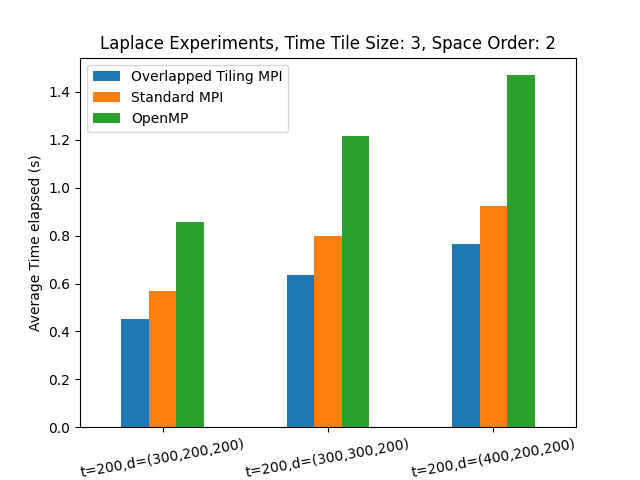 Laplace Experiments, Time Tile Size: 3, Space Order: 2
Overlapped Tiling MPI
Standard MPI
OpenMP
Average Time elapsed (s)
1.4
1.2
1.0
0.8
0.6
0.4
0.2
0.0
t=200,d=(300,200,200)
t=200,d=(300,300,200)
t=200,d=(400,200,200)